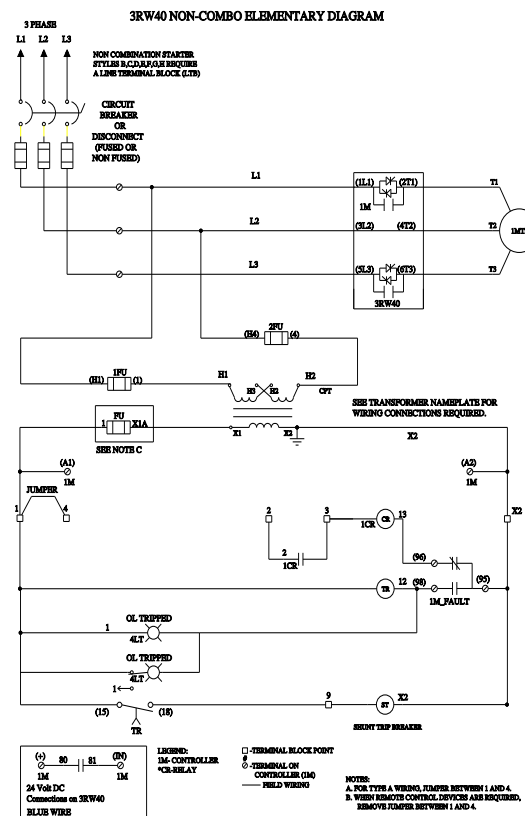 3RW40 NON-COMBO ELEMENTARY DIAGRAM
3 PHASE
L1 L2 L3
NON COMBINATION STARTER
STYLES B,C,D,E,F,G,H REQUIRE
A LINE TERMINAL BLOCK (LTB)
CIRCUIT
BREAKER
OR
DISCONNECT
(FUSED OR
NON FUSED)
L1
(1L1) (2T1)
T1
1M
L2
(3L2) (4T2)
T2
1MT
L3
(5L3) (6T3)
T3
3RW40
2FU
(H4) (4)
1FU
(H1) (1)
H1
H3 H2
H2
CPT
SEE TRANSFORMER NAMEPLATE FOR
WIRING CONNECTIONS REQUIRED.
FU
1 X1A
SEE NOTE C
X1 X2
X2
(A1)
1M
(A2)
1M
JUMPER
1 4
2 3
CR
13
1CR
X2
2
1CR
(96)
TR
12 (98)
(95)
1M_FAULT
OL TRIPPED
1
4LT
OL TRIPPED
4LT
1
(15) (18)
TR
9
ST
X2
SHUNT TRIP BREAKER
(+) 80 81 (IN)
1M 1M
24 Volt DC
Connections on 3RW40
BLUE WIRE
LEGEND:
1M- CONTROLLER
*CR-RELAY
-TERMINAL BLOCK POINT
#
-TERMINAL ON
CONTROLLER (1M)
FIELD WIRING
NOTES:
A. FOR TYPE A WIRING, JUMPER BETWEEN 1 AND 4.
B. WHEN REMOTE CONTROL DEVICES ARE REQUIRED,
REMOVE JUMPER BETWEEN 1 AND 4.